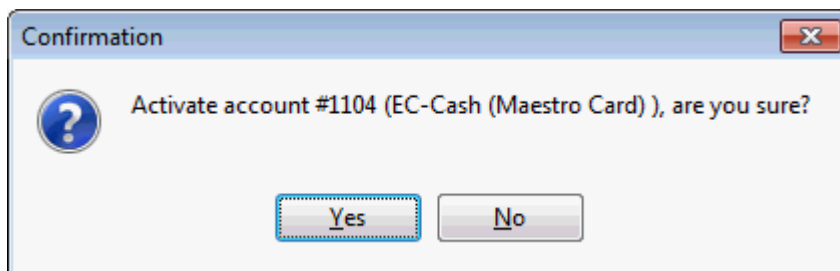 Confirmation
Activate account #1104 (EC-Cash (Maestro Card) ), are you sure?
Yes
No